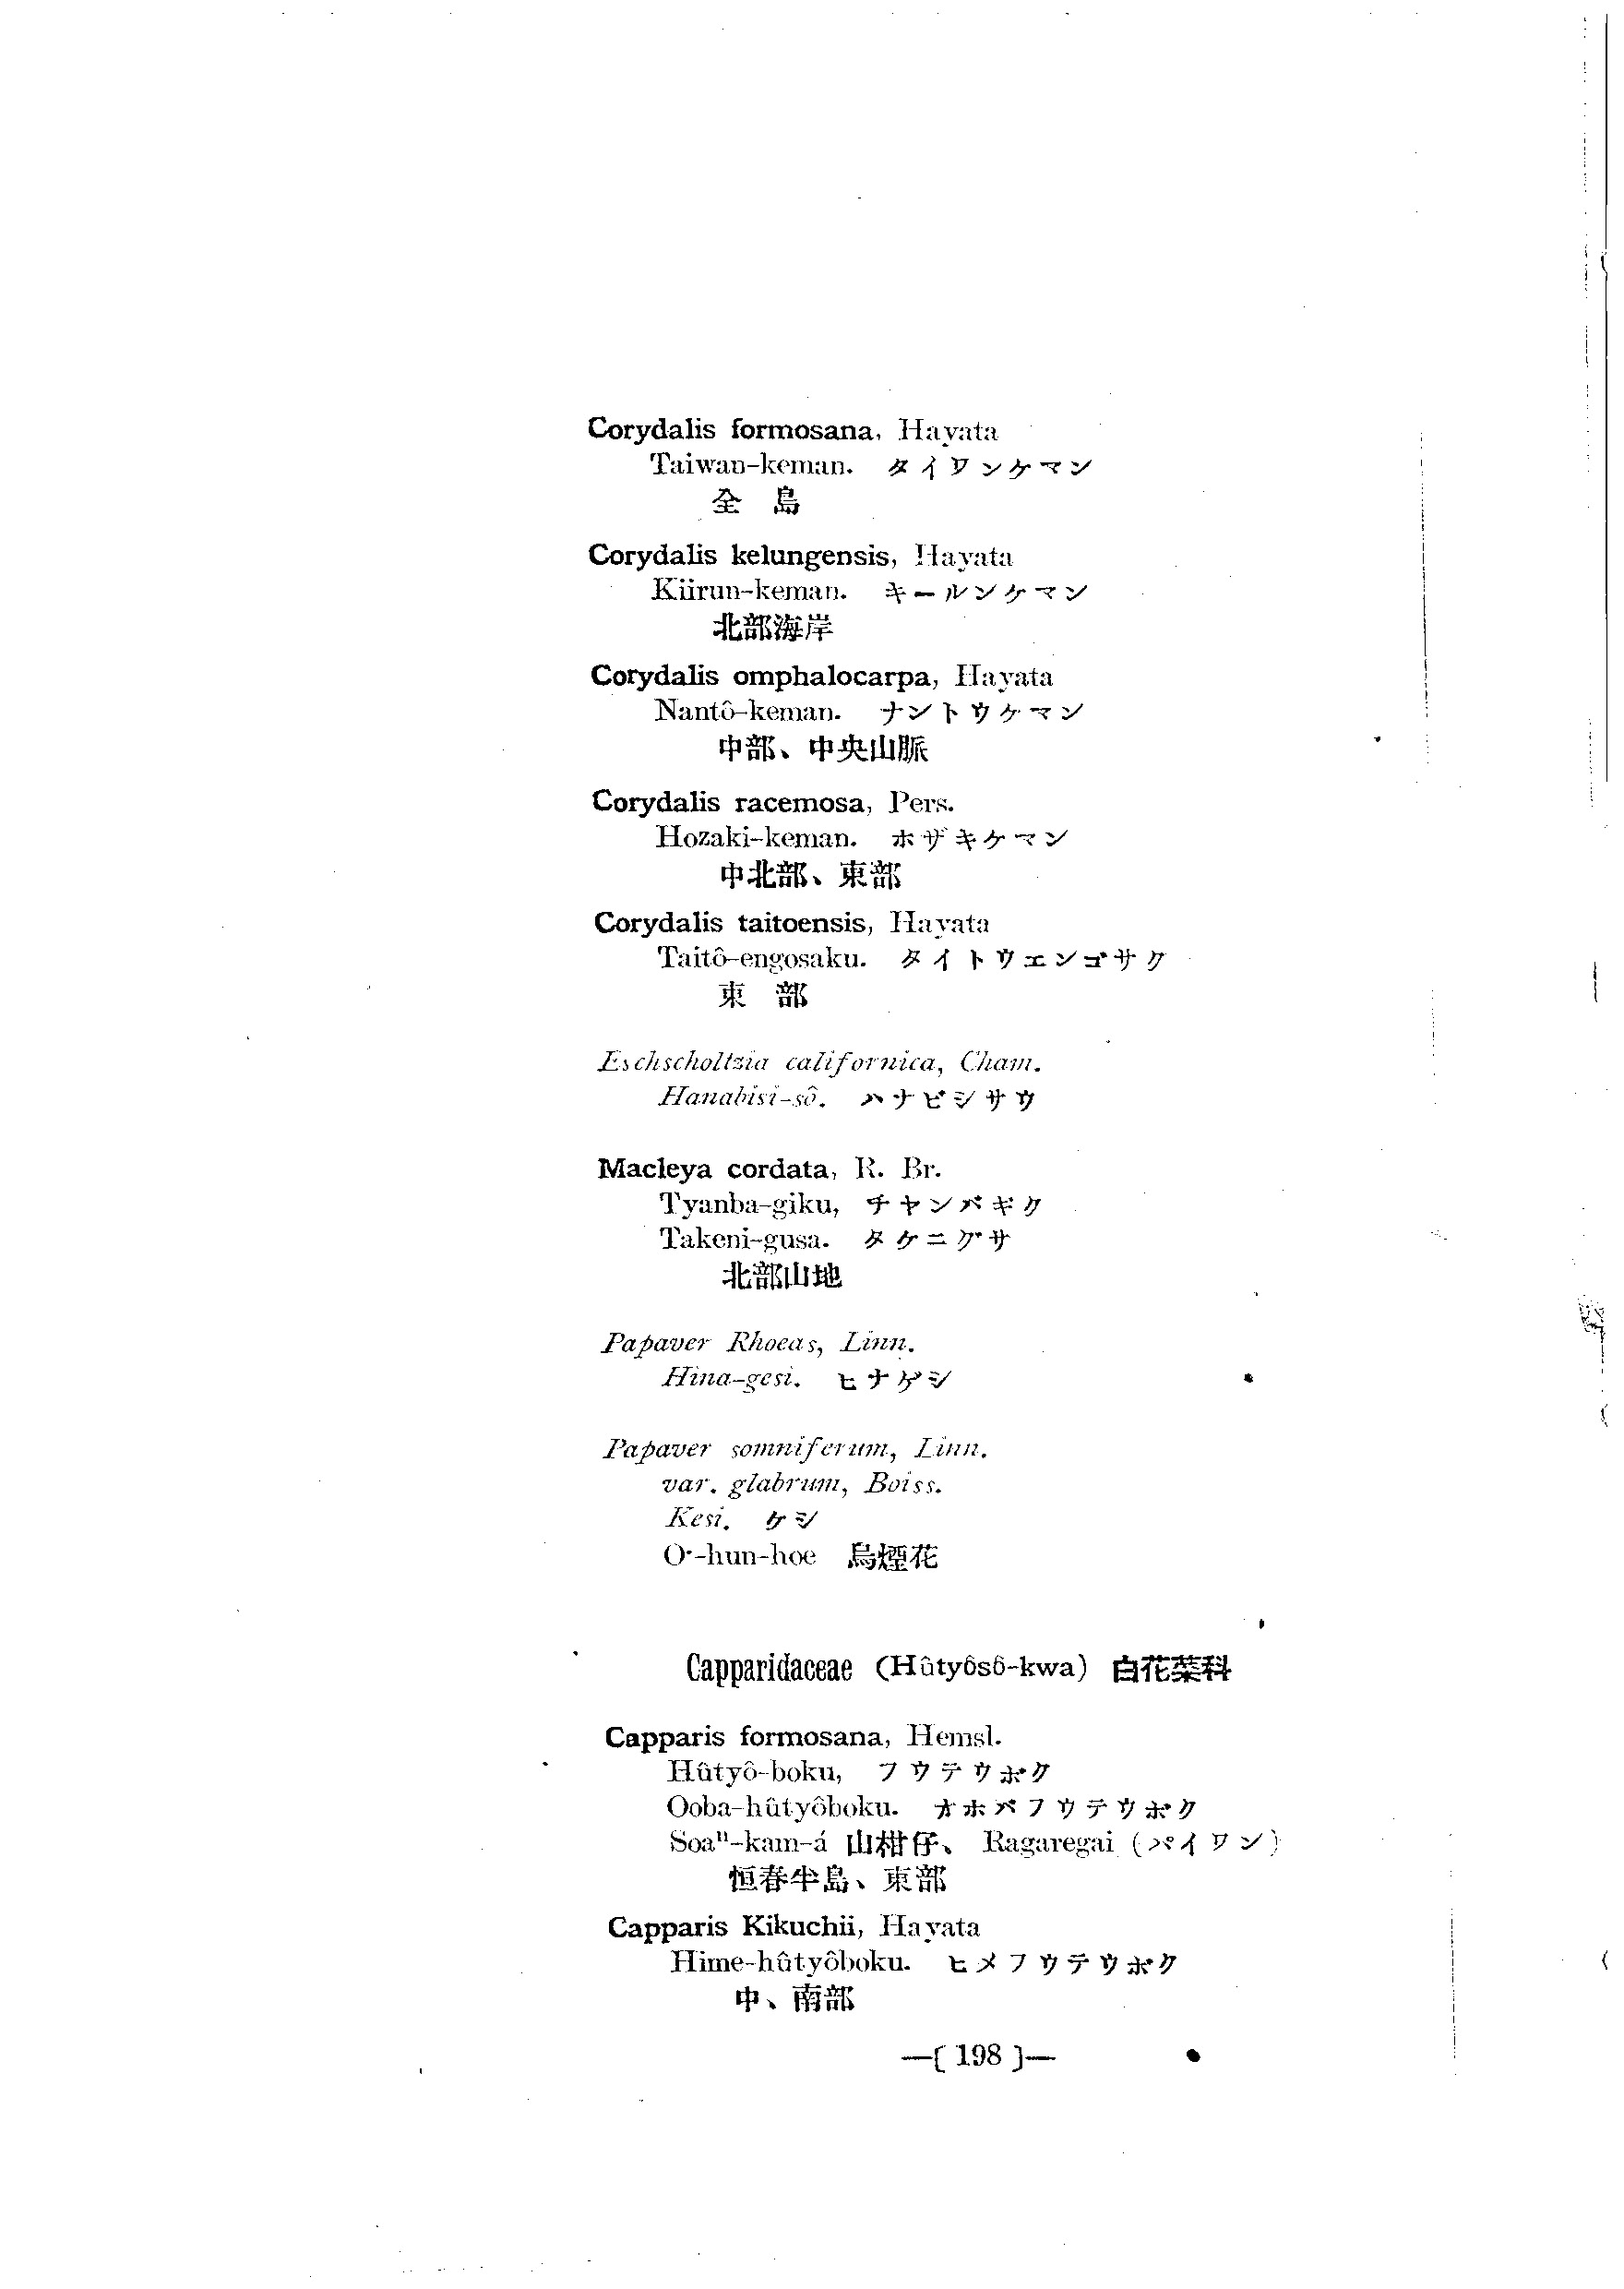 Corydalis formosana, Hayata
Taiwan-keman. タイワンケマン
全 島
Corydalis kelungensis, Hayata
Kiirun-keman. キールンケマン
北部海岸
Corydalis omphalocarpa, Hayata
Nantô-keman. ナントウケマン
中部、中央山脈
Corydalis racemosa, Pers.
Hozaki-keman. ホザキケマン
中北部、東部
Corydalis taitoensis, Hayata
Taitô-engosaku. タイトウエンゴサク
東 部
Eschscholtzia californica, Cham.
Hanabisi-sô. ハナビシサウ
Macleya cordata, R. Br.
Tyanba-giku, チャンバギク
Takeni-gusa. タケニグサ
北部山地
Papaver Rhoeas, Linn.
Hina-gesi. ヒナゲシ
Papaver somniferum, Linn.
var. glabrum, Boiss.
Kesi. ケシ
O·-hun-hoe 烏煙花
Capparidaceae (Hûtyôsô-kwa) 白花菜科
Capparis formosana, Hemsl.
Hûtyô-boku, フウテウボク
Ooba-hûtyôboku. オホバフウテウボク
Soaⁿ-kam-á 山柑仔、 Ragaregai (パイワン)
恒春半島、東部
Capparis Kikuchii, Hayata
Hime-hûtyôboku. ヒメフウテウボク
中、南部
—[ 198 ]—